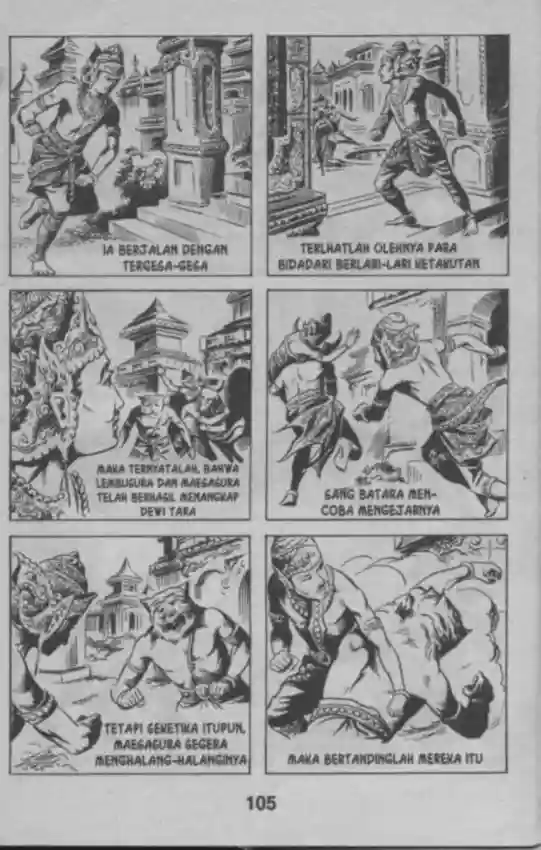 IA BERJALAN DENGAN
TERGESA-GESA
TERLIHATLAH OLEHNYA PARA
BIDADARI BERLARI-LARI KETAKUTAN
MAKA TERNYATALAH, BAHWA
LEMBUSURA DAN MAESASURA
TELAH BERHASIL MENANGKAP
DEWI TARA
SANG BATARA MEN-
COBA MENGEJARNYA
TETAPI SEKETIKA ITUPUN,
MAESASURA SEGERA
MENGHALANG-HALANGINYA
MAKA BERTANDINGLAH MEREKA ITU
105